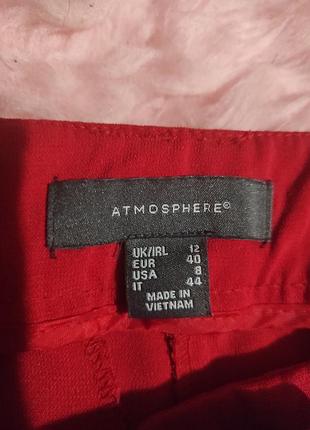 ATMOSPHERE©
UK/IRL 12
EUR 40
USA 8
IT 44
MADE IN
VIETNAM